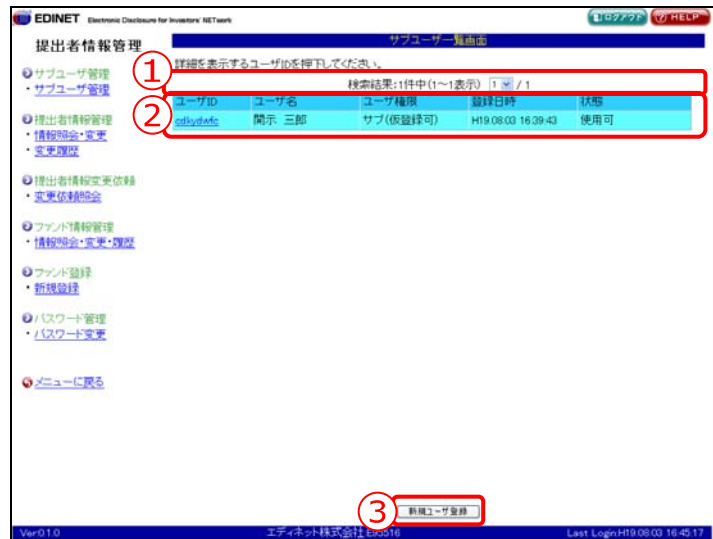 EDINET Electronic Disclosure for Investors' NETwork
ログアウト HELP
提出者情報管理
サブユーザ一覧画面
詳細を表示するユーザIDを押下してください。
①
検索結果:1件中(1～1表示) 1 / 1
②
ユーザID ユーザ名 ユーザ権限 登録日時 状態
cdkydwfc 開示 三郎 サブ(仮登録可) H19.08.03 16:39:43 使用可
サブユーザ管理
・サブユーザ管理
提出者情報管理
・情報照会・変更
・変更履歴
提出者情報変更依頼
・変更依頼照会
ファンド情報管理
・情報照会・変更・履歴
ファンド登録
・新規登録
パスワード管理
・パスワード変更
メニューに戻る
③
新規ユーザ登録
Ver.0.1.0 エディネット株式会社 Last Login:H19.08.03 16:45:17